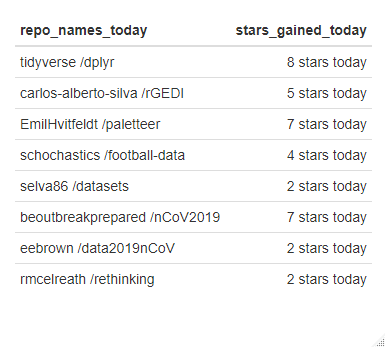 repo_names_today stars_gained_today
tidyverse /dplyr 8 stars today
carlos-alberto-silva /rGEDI 5 stars today
EmilHvitfeldt /paletteer 7 stars today
schochastics /football-data 4 stars today
selva86 /datasets 2 stars today
beoutbreakprepared /nCoV2019 7 stars today
eebrown /data2019nCoV 2 stars today
rmcelreath /rethinking 2 stars today